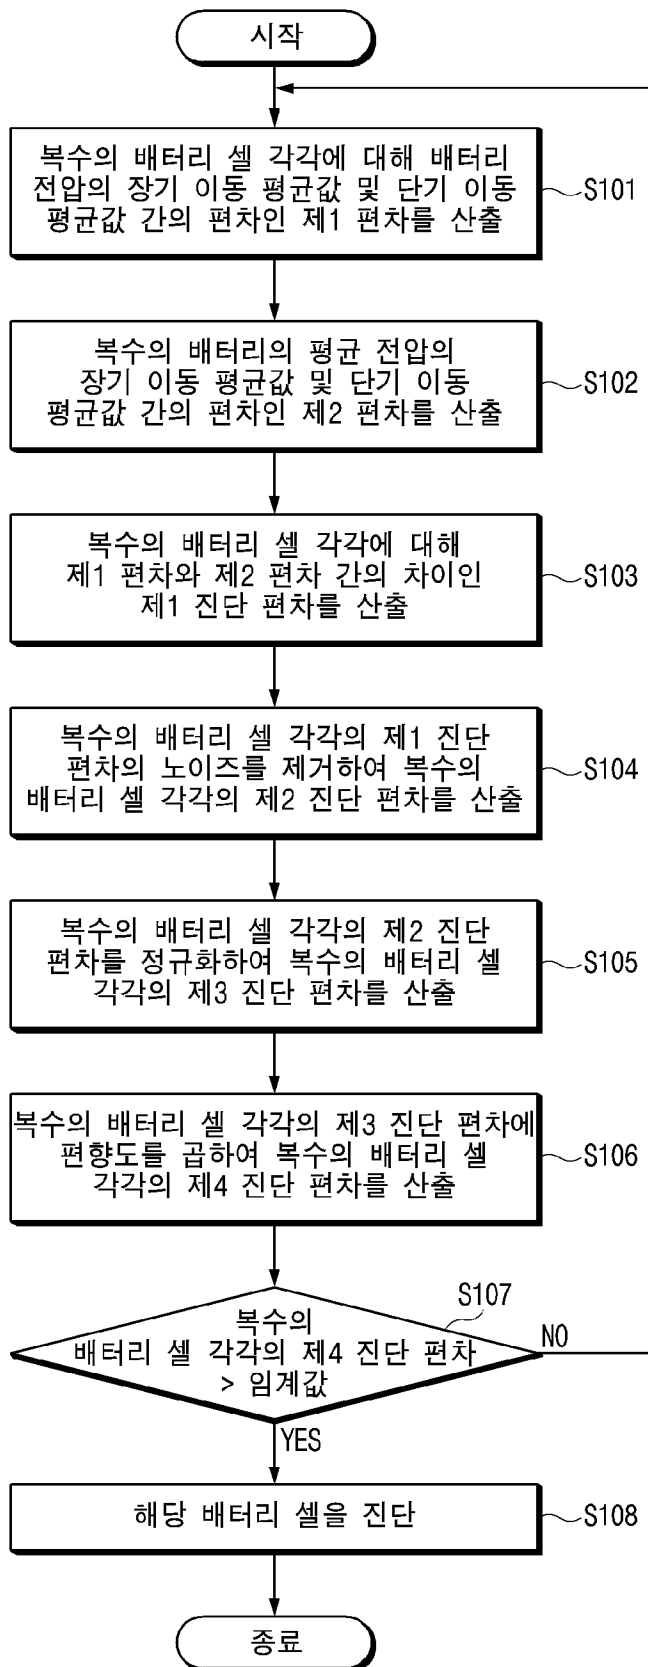 시작
복수의 배터리 셀 각각에 대해 배터리
전압의 장기 이동 평균값 및 단기 이동
평균값 간의 편차인 제1 편차를 산출
S101
복수의 배터리의 평균 전압의
장기 이동 평균값 및 단기 이동
평균값 간의 편차인 제2 편차를 산출
S102
복수의 배터리 셀 각각에 대해
제1 편차와 제2 편차 간의 차이인
제1 진단 편차를 산출
S103
복수의 배터리 셀 각각의 제1 진단
편차의 노이즈를 제거하여 복수의
배터리 셀 각각의 제2 진단 편차를 산출
S104
복수의 배터리 셀 각각의 제2 진단
편차를 정규화하여 복수의 배터리 셀
각각의 제3 진단 편차를 산출
S105
복수의 배터리 셀 각각의 제3 진단 편차에
편향도를 곱하여 복수의 배터리 셀
각각의 제4 진단 편차를 산출
S106
S107
복수의
배터리 셀 각각의 제4 진단 편차
> 임계값
NO
YES
해당 배터리 셀을 진단
S108
종료